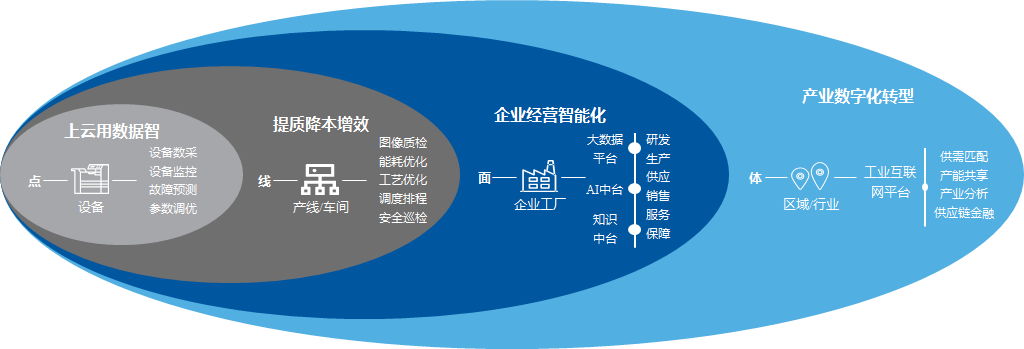 上云用数据智
点
设备
设备数采
设备监控
故障预测
参数调优
提质降本增效
线
产线/车间
图像质检
能耗优化
工艺优化
调度排程
安全巡检
企业经营智能化
面
企业工厂
大数据
平台
AI中台
知识
中台
研发
生产
供应
销售
服务
保障
产业数字化转型
体
区域/行业
工业互联
网平台
供需匹配
产能共享
产业分析
供应链金融